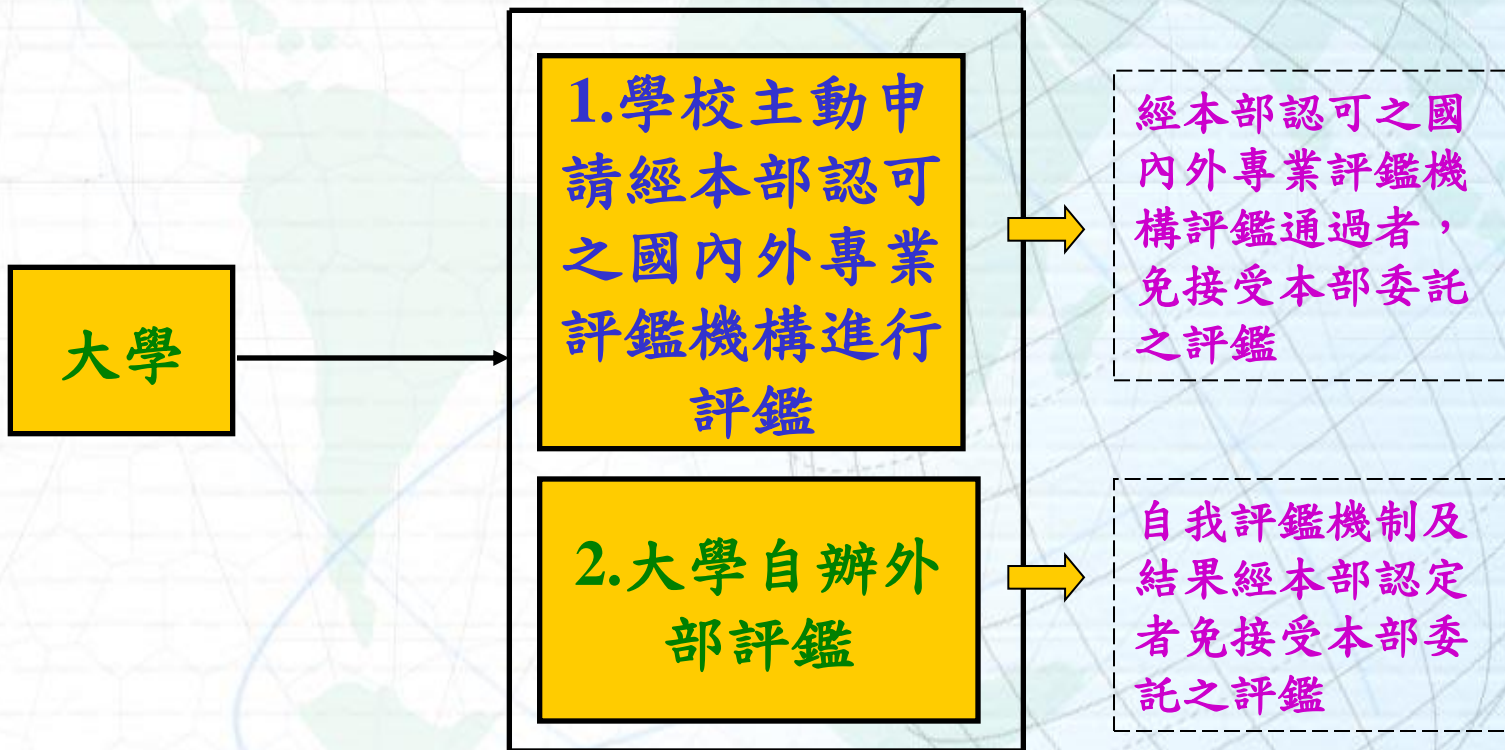 大學
1.學校主動申
請經本部認可
之國內外專業
評鑑機構進行
評鑑
經本部認可之國
內外專業評鑑機
構評鑑通過者，
免接受本部委託
之評鑑
2.大學自辦外
部評鑑
自我評鑑機制及
結果經本部認定
者免接受本部委
託之評鑑